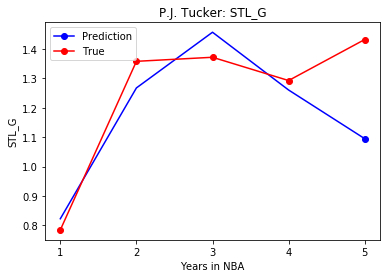 P.J. Tucker: STL_G
Prediction
True
1.4
1.3
1.2
1.1
1.0
0.9
0.8
STL_G
1 2 3 4 5
Years in NBA